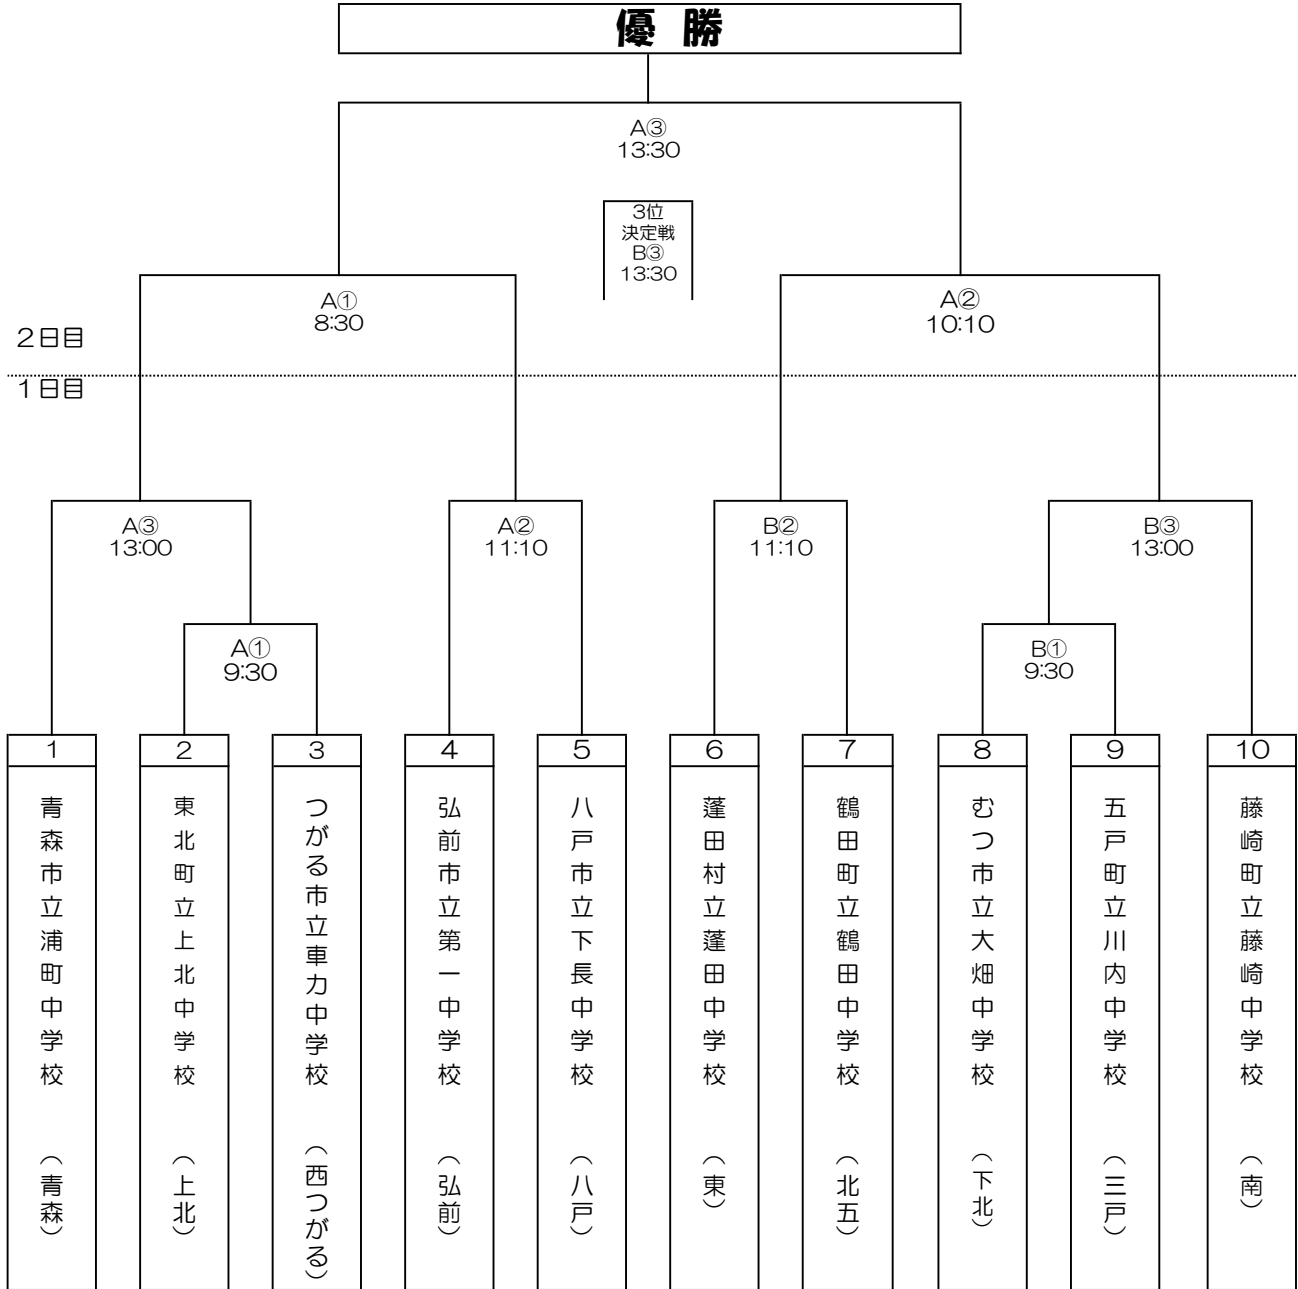 優 勝
A③
13:30
3位
決定戦
B③
13:30
A①
8:30
A②
10:10
2日目
1日目
A③
13:00
A②
11:10
B②
11:10
B③
13:00
A①
9:30
B①
9:30
1
青森市立浦町中学校
（青森）
2
東北町立上北中学校
（上北）
3
つがる市立車力中学校
（西つがる）
4
弘前市立第一中学校
（弘前）
5
八戸市立下長中学校
（八戸）
6
蓬田村立蓬田中学校
（東）
7
鶴田町立鶴田中学校
（北五）
8
むつ市立大畑中学校
（下北）
9
五戸町立川内中学校
（三戸）
10
藤崎町立藤崎中学校
（南）